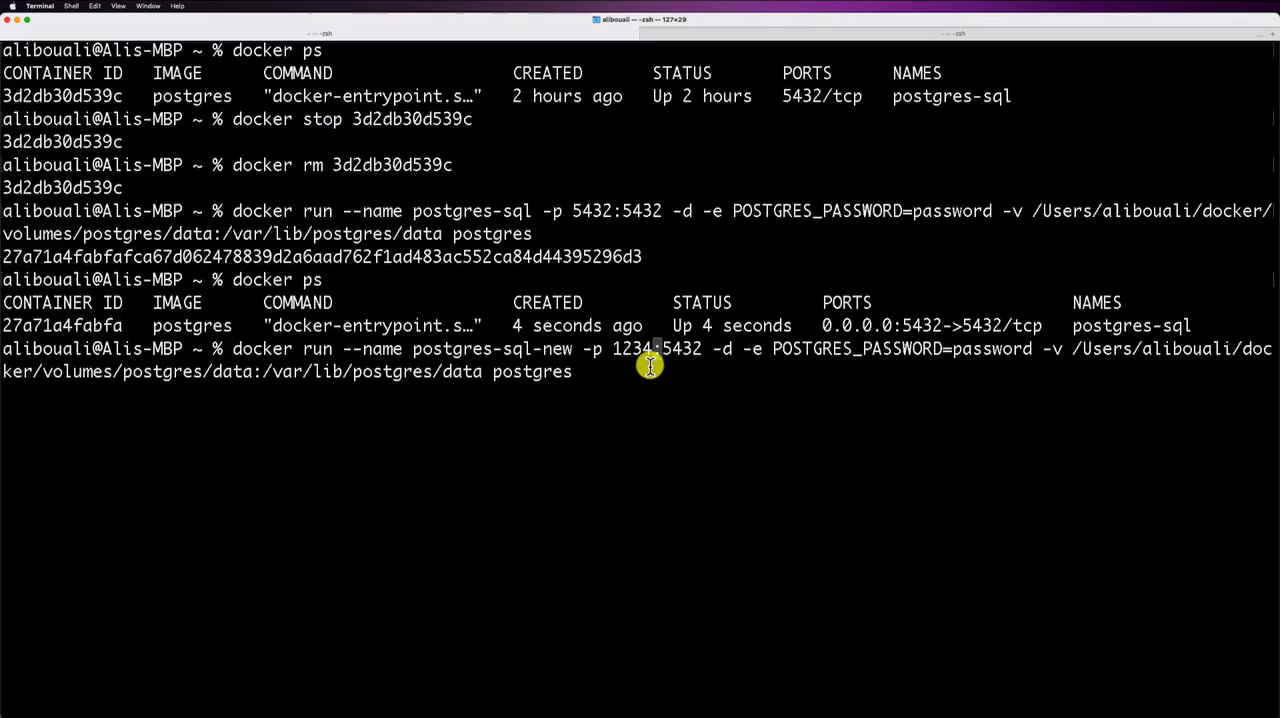 Terminal Shell Edit View Window Help
alibouali — -zsh — 127×29
~ — -zsh ~ — -zsh
alibouali@Alis-MBP ~ % docker ps
CONTAINER ID IMAGE COMMAND CREATED STATUS PORTS NAMES
3d2db30d539c postgres "docker-entrypoint.s…" 2 hours ago Up 2 hours 5432/tcp postgres-sql
alibouali@Alis-MBP ~ % docker stop 3d2db30d539c
3d2db30d539c
alibouali@Alis-MBP ~ % docker rm 3d2db30d539c
3d2db30d539c
alibouali@Alis-MBP ~ % docker run --name postgres-sql -p 5432:5432 -d -e POSTGRES_PASSWORD=password -v /Users/alibouali/docker/
volumes/postgres/data:/var/lib/postgres/data postgres
27a71a4fabfafca67d062478839d2a6aad762f1ad483ac552ca84d44395296d3
alibouali@Alis-MBP ~ % docker ps
CONTAINER ID IMAGE COMMAND CREATED STATUS PORTS NAMES
27a71a4fabfa postgres "docker-entrypoint.s…" 4 seconds ago Up 4 seconds 0.0.0.0:5432->5432/tcp postgres-sql
alibouali@Alis-MBP ~ % docker run --name postgres-sql-new -p 1234:5432 -d -e POSTGRES_PASSWORD=password -v /Users/alibouali/doc
ker/volumes/postgres/data:/var/lib/postgres/data postgres